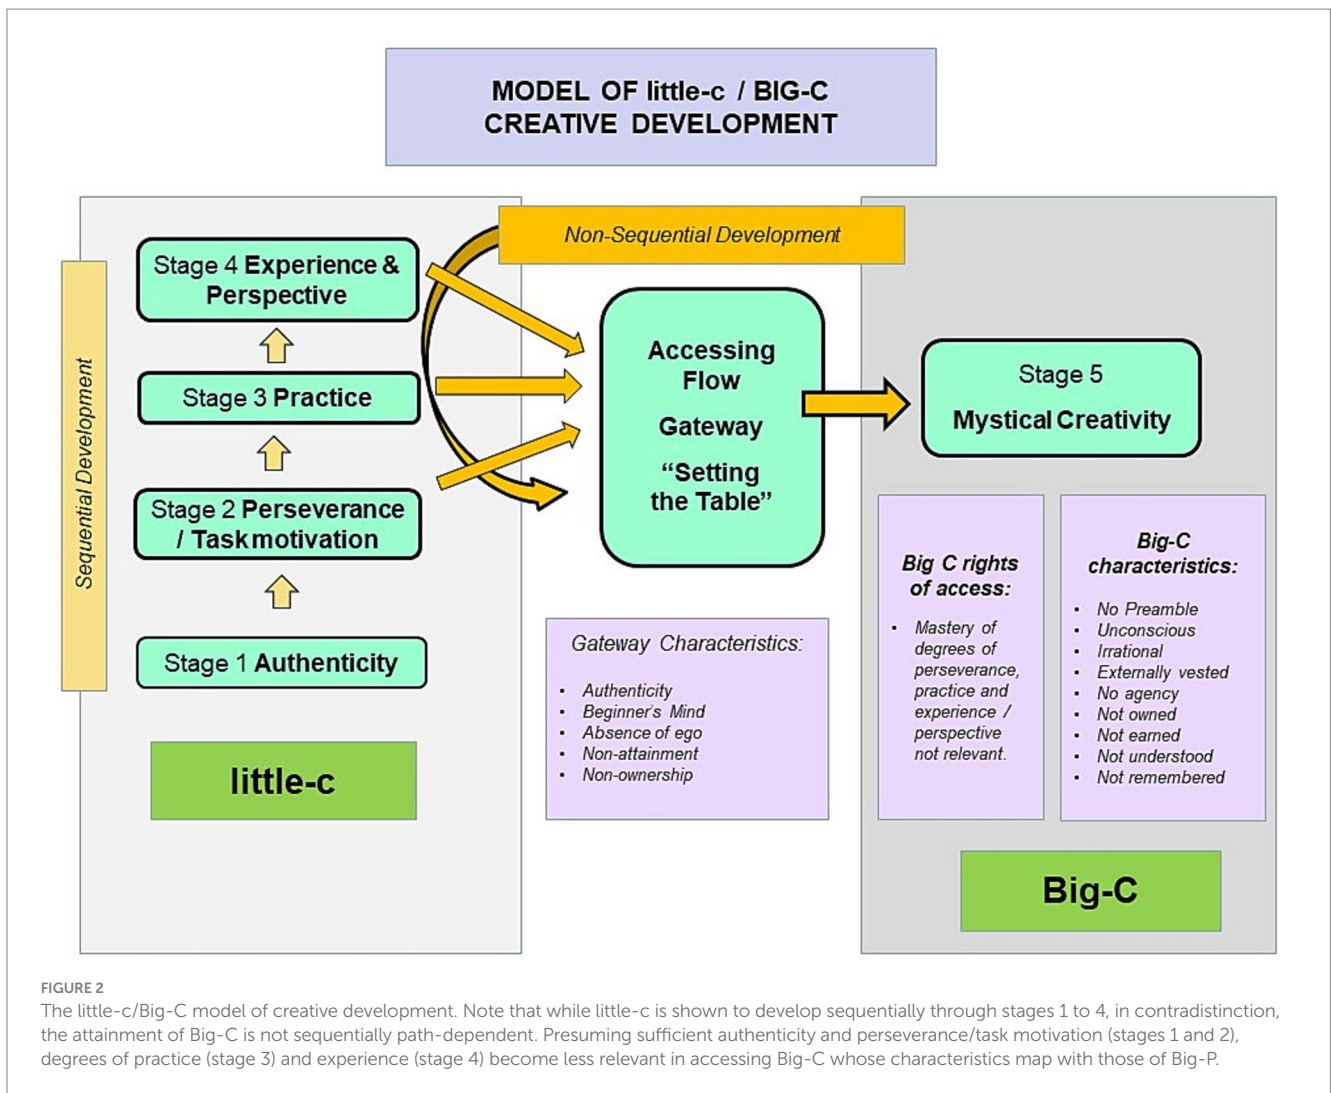 MODEL OF little-c / BIG-C
CREATIVE DEVELOPMENT
Sequential Development
Stage 4 Experience &
Perspective
Stage 3 Practice
Stage 2 Perseverance
/ Task motivation
Stage 1 Authenticity
little-c
Non-Sequential Development
Accessing
Flow
Gateway
“Setting
the Table”
Gateway Characteristics:
• Authenticity
• Beginner's Mind
• Absence of ego
• Non-attainment
• Non-ownership
Stage 5
Mystical Creativity
Big C rights
of access:
• Mastery of
degrees of
perseverance,
practice and
experience /
perspective
not relevant.
Big-C
characteristics:
• No Preamble
• Unconscious
• Irrational
• Externally vested
• No agency
• Not owned
• Not earned
• Not understood
• Not remembered
Big-C
FIGURE 2
The little-c/Big-C model of creative development. Note that while little-c is shown to develop sequentially through stages 1 to 4, in contradistinction,
the attainment of Big-C is not sequentially path-dependent. Presuming sufficient authenticity and perseverance/task motivation (stages 1 and 2),
degrees of practice (stage 3) and experience (stage 4) become less relevant in accessing Big-C whose characteristics map with those of Big-P.